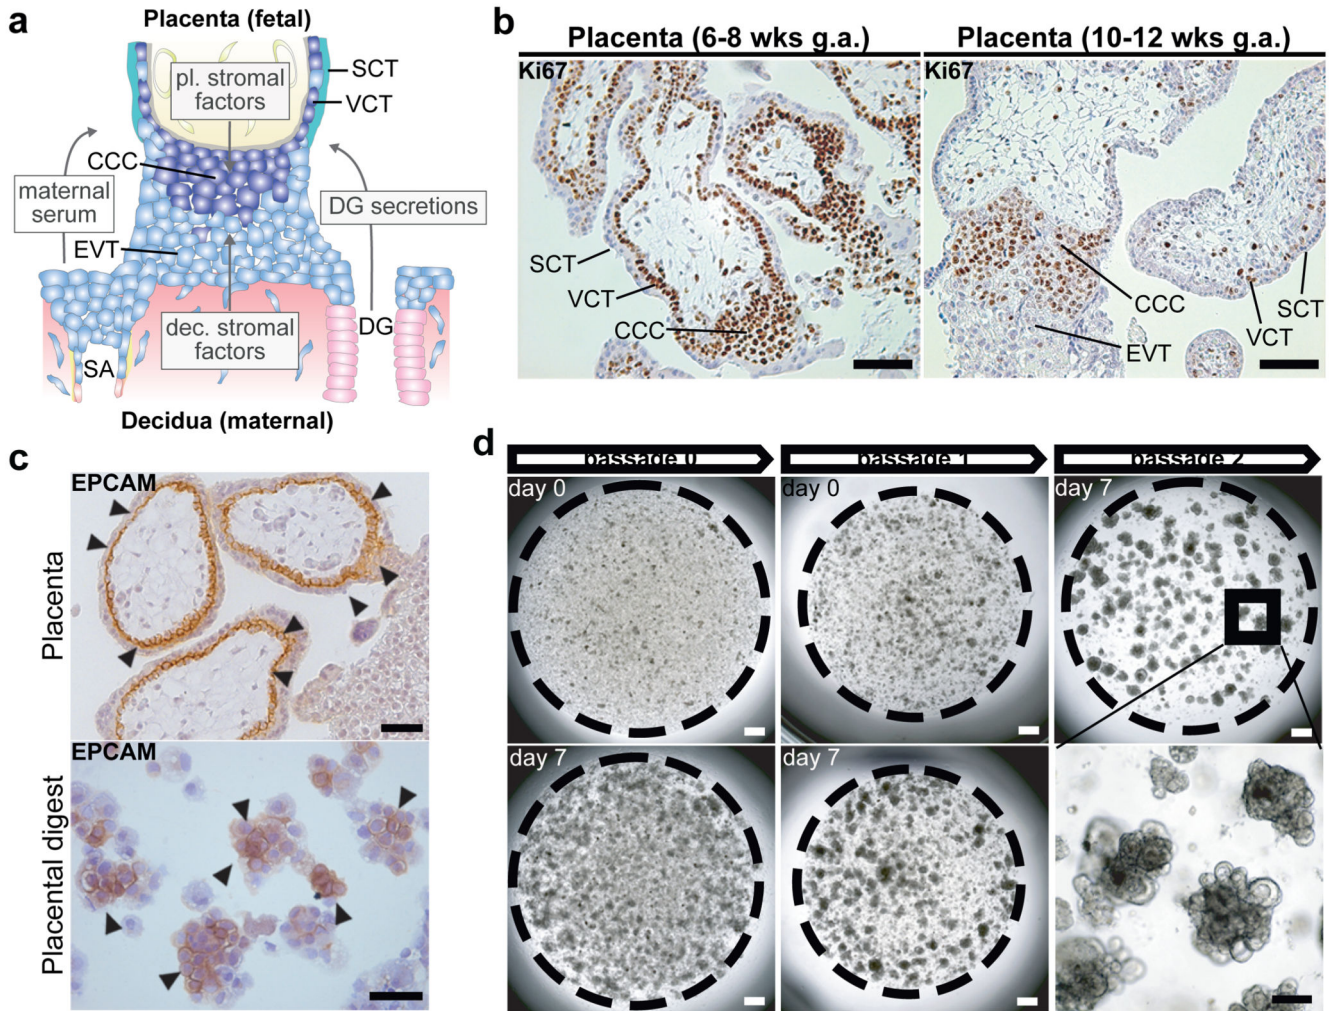 a
Placenta (fetal)
pl. stromal
factors
SCT
VCT
CCC
maternal
serum
DG secretions
EVT
dec. stromal
factors
DG
SA
Decidua (maternal)
b
Placenta (6-8 wks g.a.)
Ki67
SCT
VCT
CCC
Placenta (10-12 wks g.a.)
Ki67
CCC
EVT
VCT
SCT
c
Placenta
EPCAM
Placental digest
EPCAM
d
passage 0
passage 1
passage 2
day 0
day 0
day 7
day 7
day 7